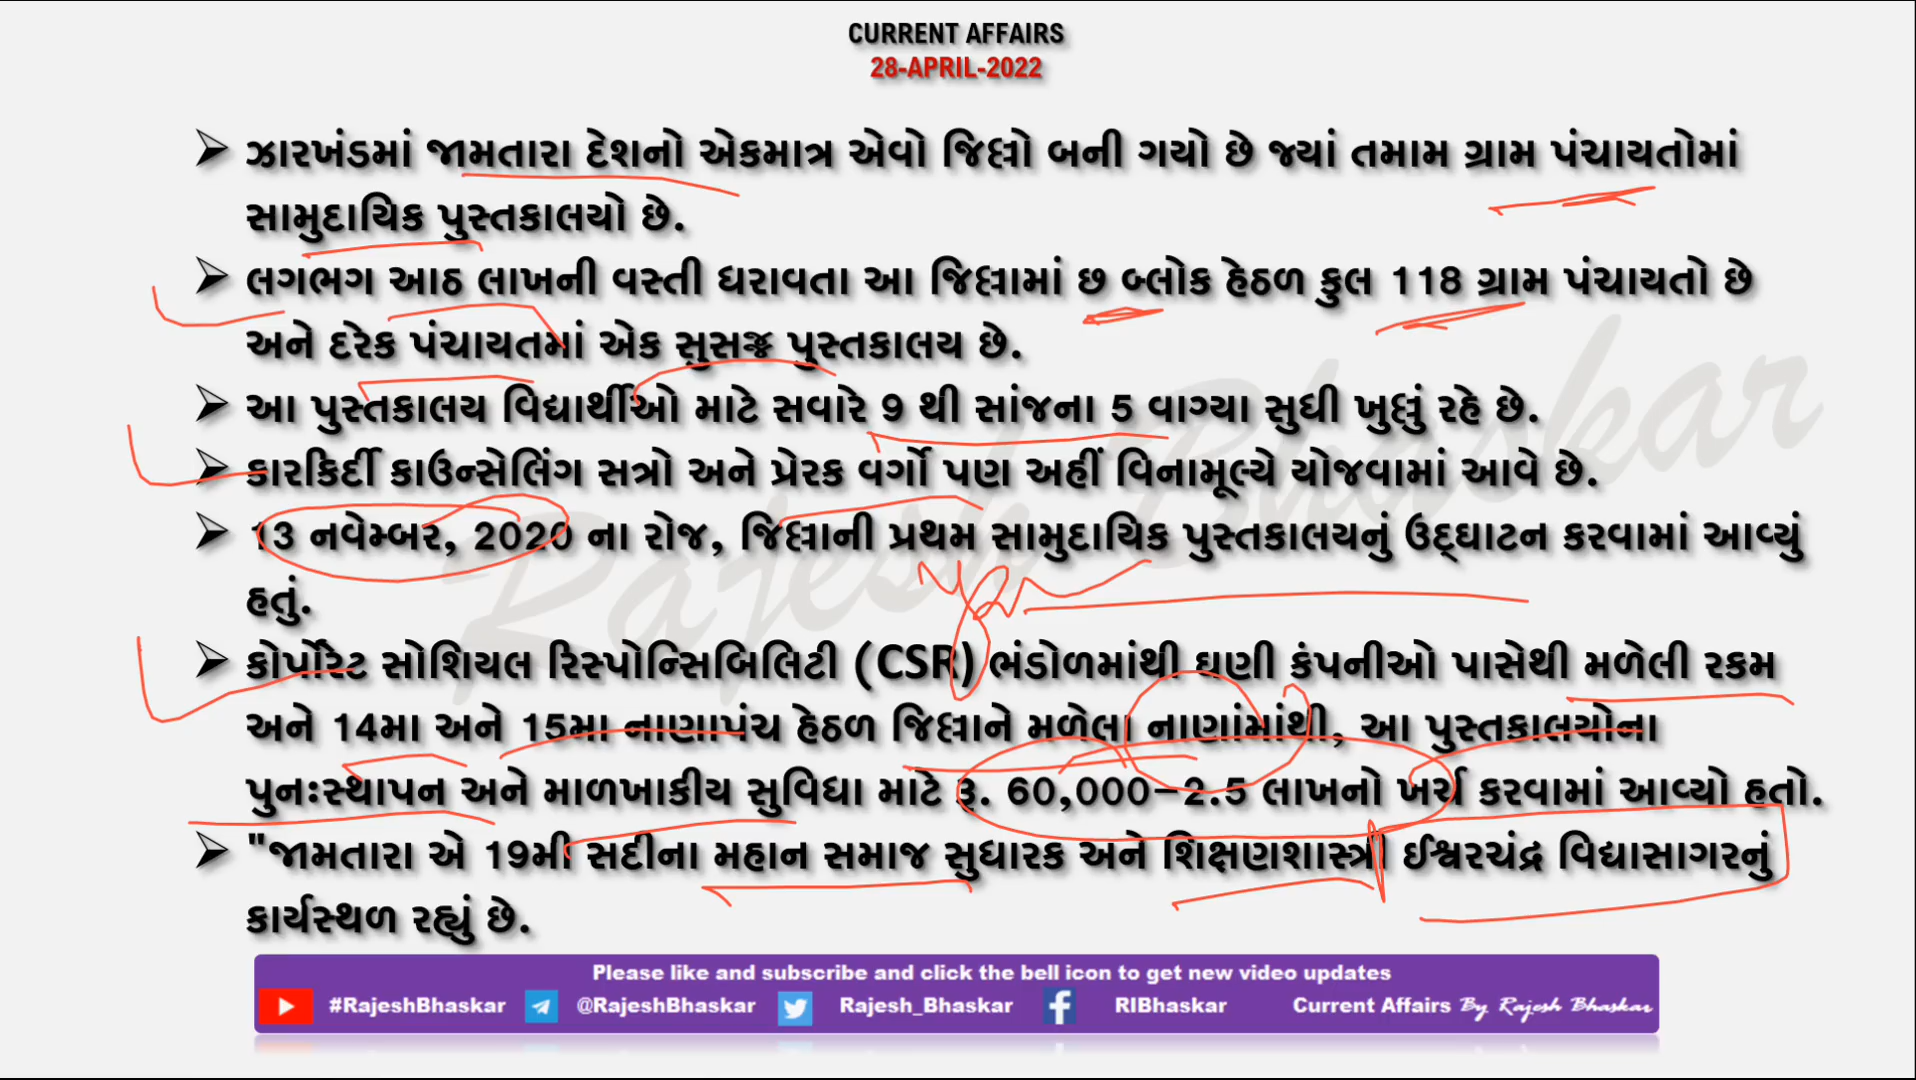 CURRENT AFFAIRS
28-APRIL-2022
ઝારખંડમાં જામતારા દેશનો એકમાત્ર એવો જિલ્લો બની ગયો છે જ્યાં તમામ ગ્રામ પંચાયતોમાં
સામુદાયિક પુસ્તકાલયો છે.
લગભગ આઠ લાખની વસ્તી ધરાવતા આ જિલ્લામાં છ બ્લોક હેઠળ કુલ 118 ગ્રામ પંચાયતો છે
અને દરેક પંચાયતમાં એક સુસજ્જ પુસ્તકાલય છે.
આ પુસ્તકાલય વિદ્યાર્થીઓ માટે સવારે 9 થી સાંજના 5 વાગ્યા સુધી ખુલ્લું રહે છે.
કારકિર્દી કાઉન્સેલિંગ સત્રો અને પ્રેરક વર્ગો પણ અહીં વિનામૂલ્યે યોજવામાં આવે છે.
13 નવેમ્બર, 2020 ના રોજ, જિલ્લાની પ્રથમ સામુદાયિક પુસ્તકાલયનું ઉદ્ઘાટન કરવામાં આવ્યું
હતું.
કોર્પોરેટ સોશિયલ રિસ્પોન્સિબિલિટી (CSR) ભંડોળમાંથી ઘણી કંપનીઓ પાસેથી મળેલી રકમ
અને 14મા અને 15મા નાણાપંચ હેઠળ જિલ્લાને મળેલા નાણાંમાંથી, આ પુસ્તકાલયોના
પુનઃસ્થાપન અને માળખાકીય સુવિધા માટે રૂ. 60,000-2.5 લાખનો ખર્ચ કરવામાં આવ્યો હતો.
"જામતારા એ 19મી સદીના મહાન સમાજ સુધારક અને શિક્ષણશાસ્ત્રી ઈશ્વરચંદ્ર વિદ્યાસાગરનું
કાર્યસ્થળ રહ્યું છે.
Rajesh Bhaskar
Please like and subscribe and click the bell icon to get new video updates
#RajeshBhaskar @RajeshBhaskar Rajesh_Bhaskar RIBhaskar Current Affairs By Rajesh Bhaskar